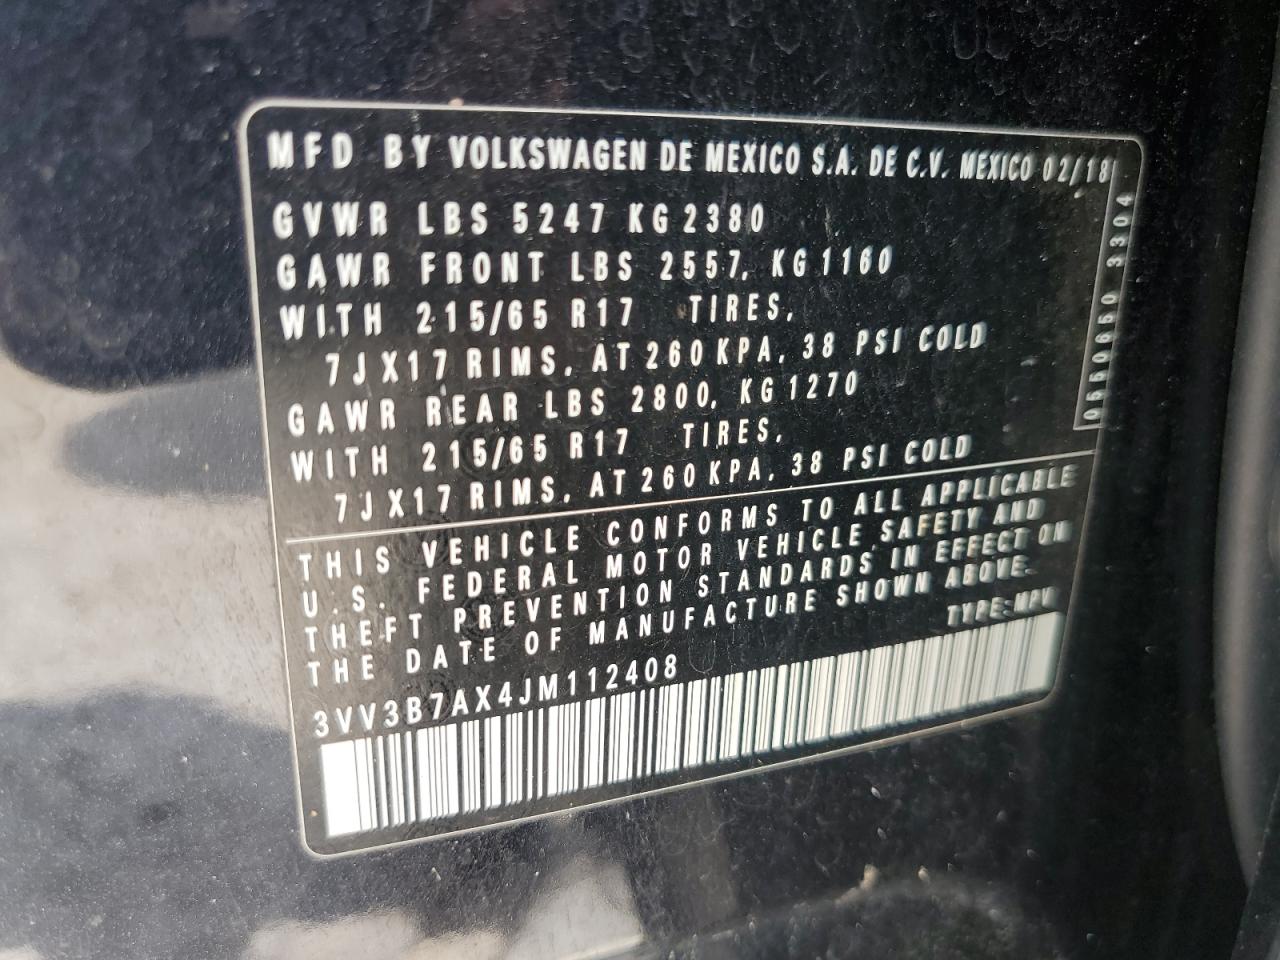 MFD BY VOLKSWAGEN DE MEXICO S.A. DE C.V. MEXICO 02/18
GVWR LBS 5247 KG 2380
GAWR FRONT LBS 2557, KG 1160
WITH 215/65 R17 TIRES,
7JX17 RIMS, AT 260 KPA, 38 PSI COLD
GAWR REAR LBS 2800, KG 1270
WITH 215/65 R17 TIRES,
7JX17 RIMS, AT 260 KPA, 38 PSI COLD
THIS VEHICLE CONFORMS TO ALL APPLICABLE
U.S. FEDERAL MOTOR VEHICLE SAFETY AND
THEFT PREVENTION STANDARDS IN EFFECT ON
THE DATE OF MANUFACTURE SHOWN ABOVE.
TYPE:MPV
3VV3B7AX4JM112408
0550650 3304